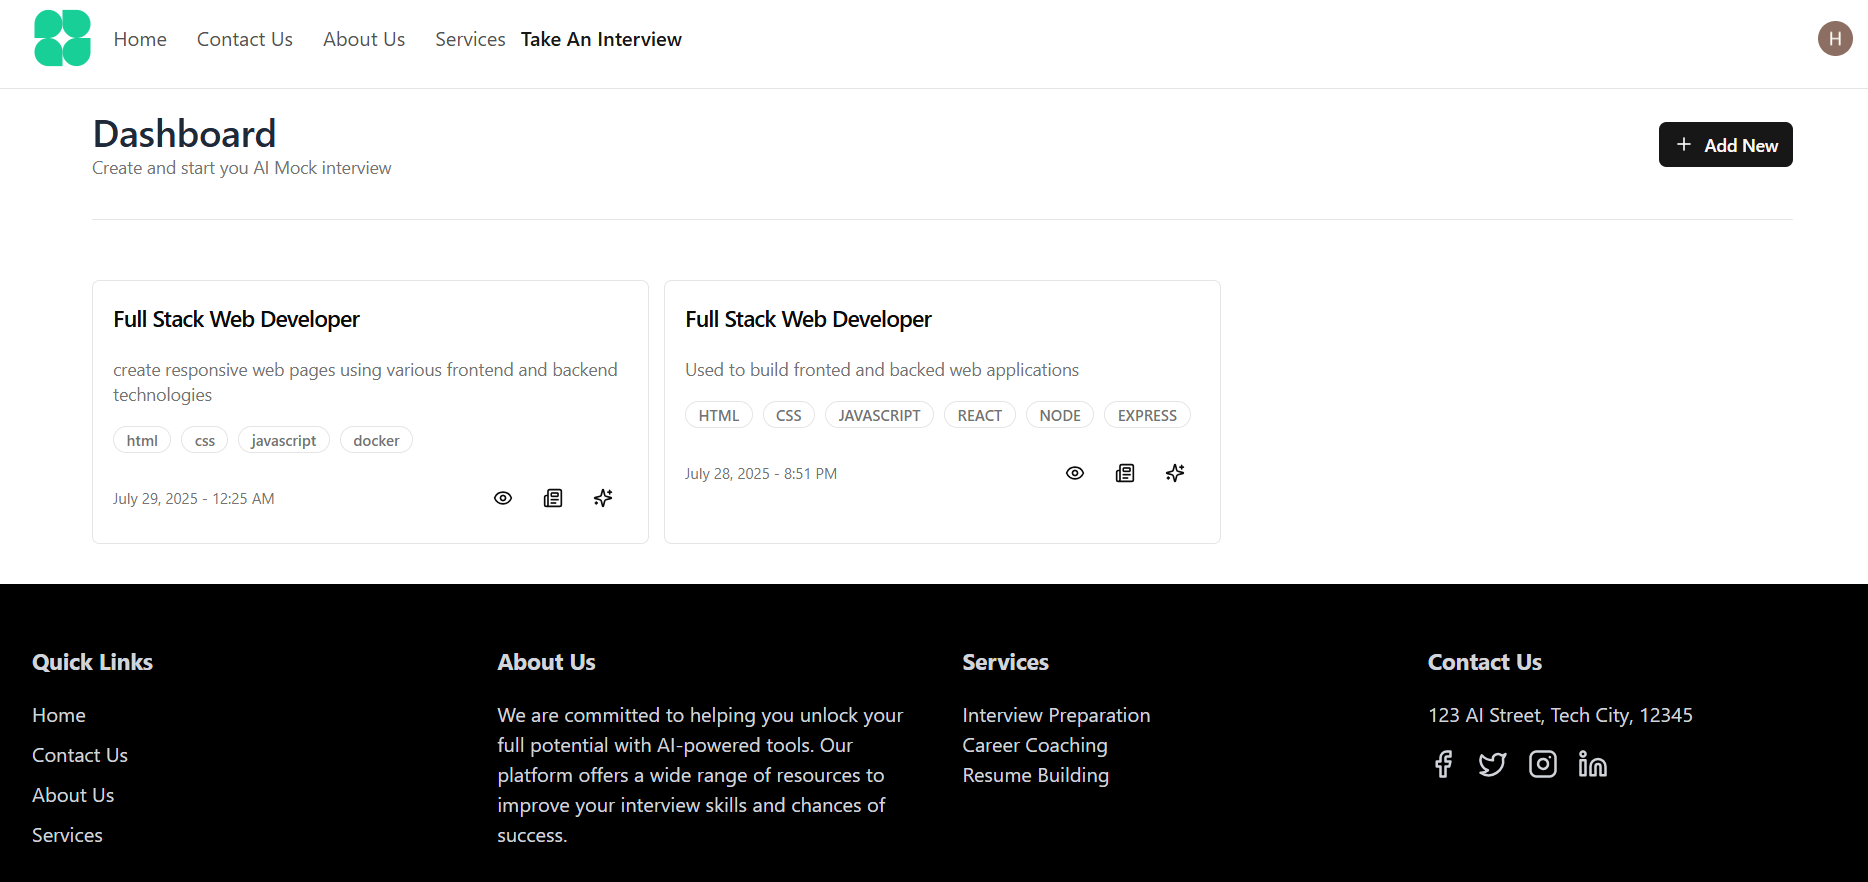 Home Contact Us About Us Services Take An Interview
H
Dashboard
Create and start you AI Mock interview
+ Add New
Full Stack Web Developer
create responsive web pages using various frontend and backend
technologies
html css javascript docker
July 29, 2025 - 12:25 AM
Full Stack Web Developer
Used to build fronted and backed web applications
HTML CSS JAVASCRIPT REACT NODE EXPRESS
July 28, 2025 - 8:51 PM
Quick Links
Home
Contact Us
About Us
Services
About Us
We are committed to helping you unlock your
full potential with AI-powered tools. Our
platform offers a wide range of resources to
improve your interview skills and chances of
success.
Services
Interview Preparation
Career Coaching
Resume Building
Contact Us
123 AI Street, Tech City, 12345